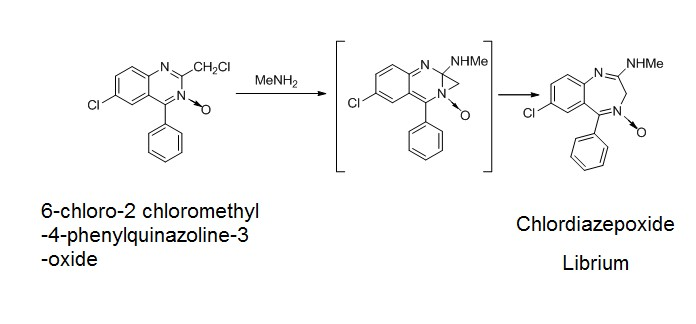 N
CH₂Cl
N
O
Cl
MeNH₂
N
NHMe
N
O
Cl
NHMe
N
N
O
Cl
6-chloro-2 chloromethyl
-4-phenylquinazoline-3
-oxide
Chlordiazepoxide
Librium